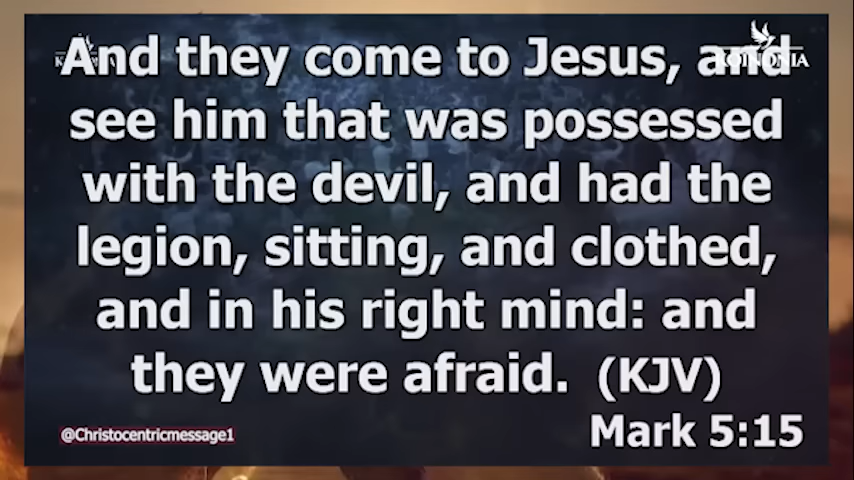 And they come to Jesus, and
see him that was possessed
with the devil, and had the
legion, sitting, and clothed,
and in his right mind: and
they were afraid. (KJV)
Mark 5:15
@Christocentricmessage1
KOINONIA